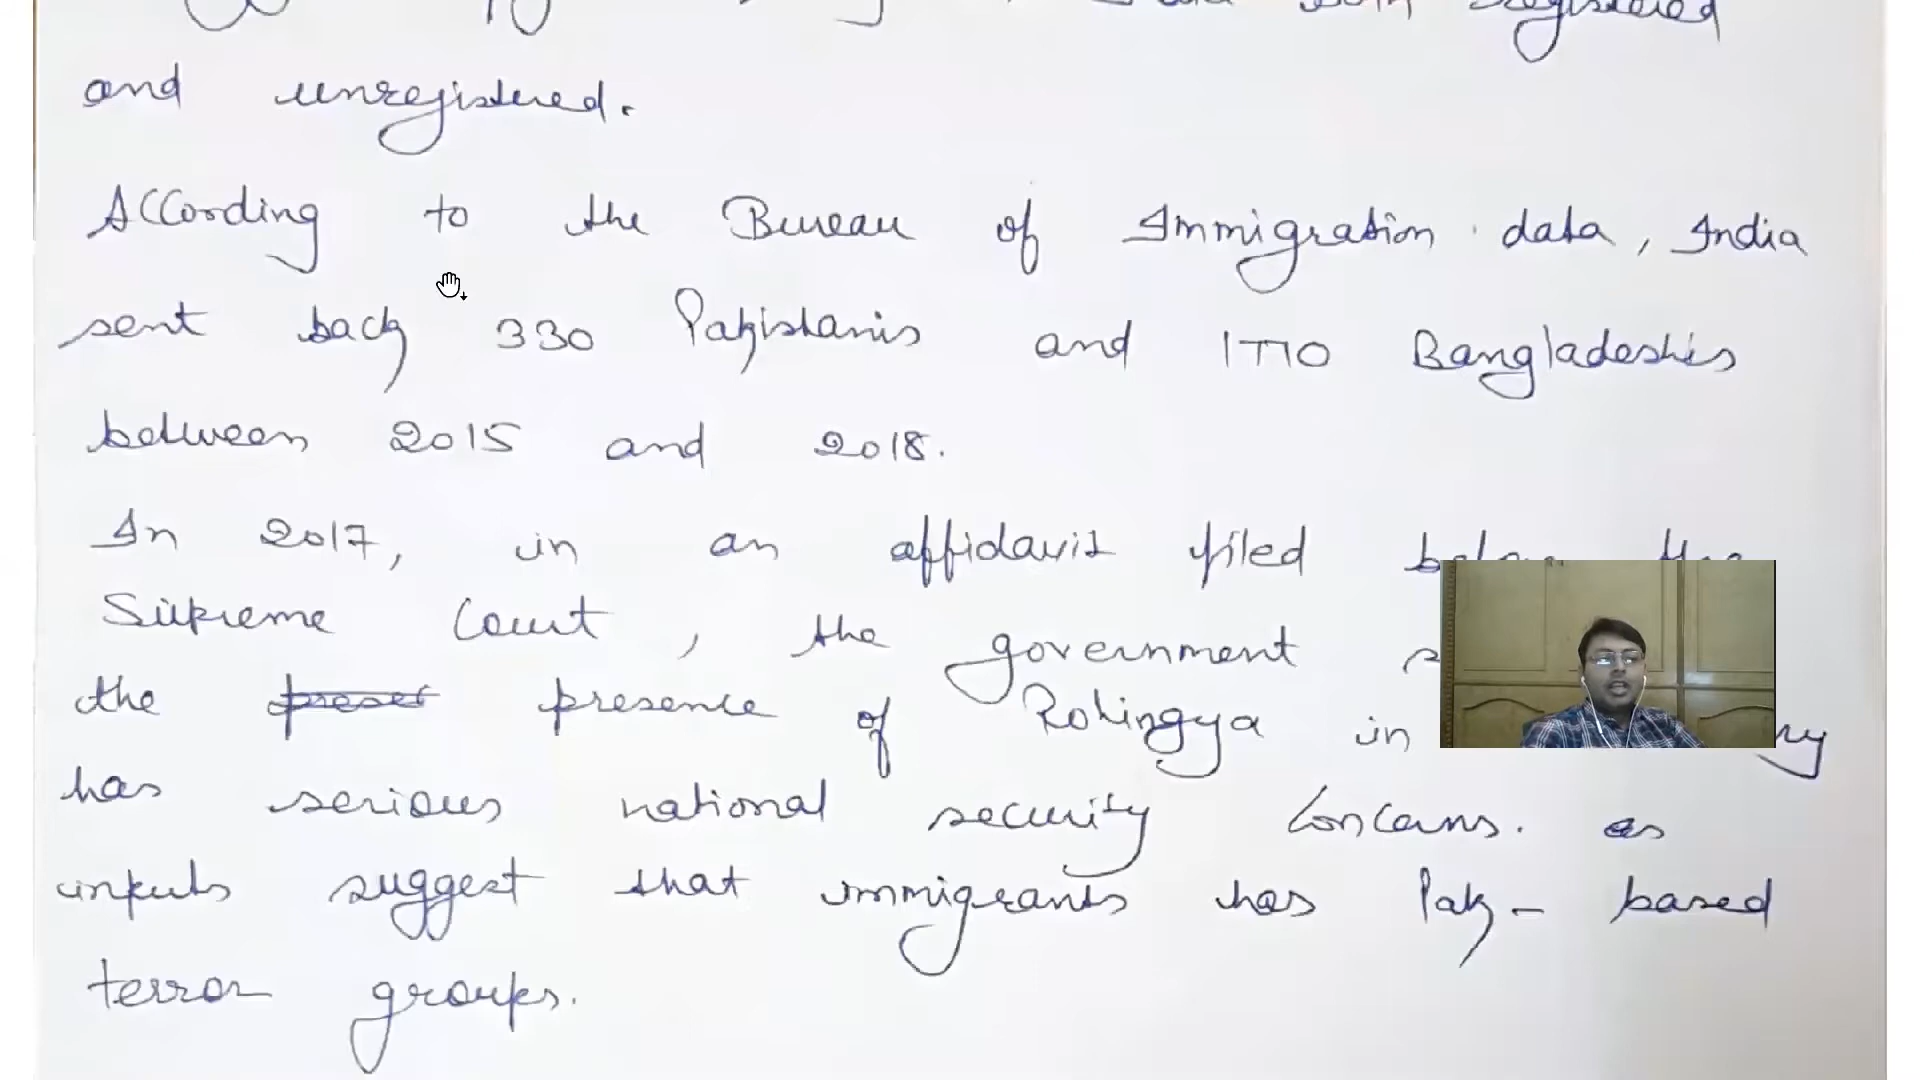 registered
and unregistered.
According to the Bureau of Immigration data, India
sent back 330 Pakistanis and 1770 Bangladeshis
between 2015 and 2018.
In 2017, in an affidavit filed
Supreme Court, the government
the preset presence of Rohingya in
has serious national security concerns. as
inputs suggest that immigrants has Pak-based
terror groups.